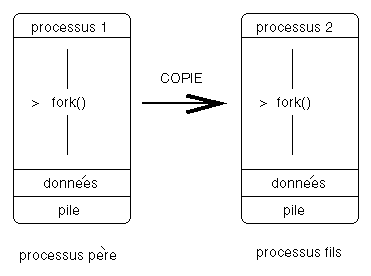 processus 1
processus 2
COPIE
> fork()
> fork()
données
données
pile
pile
processus père
processus fils